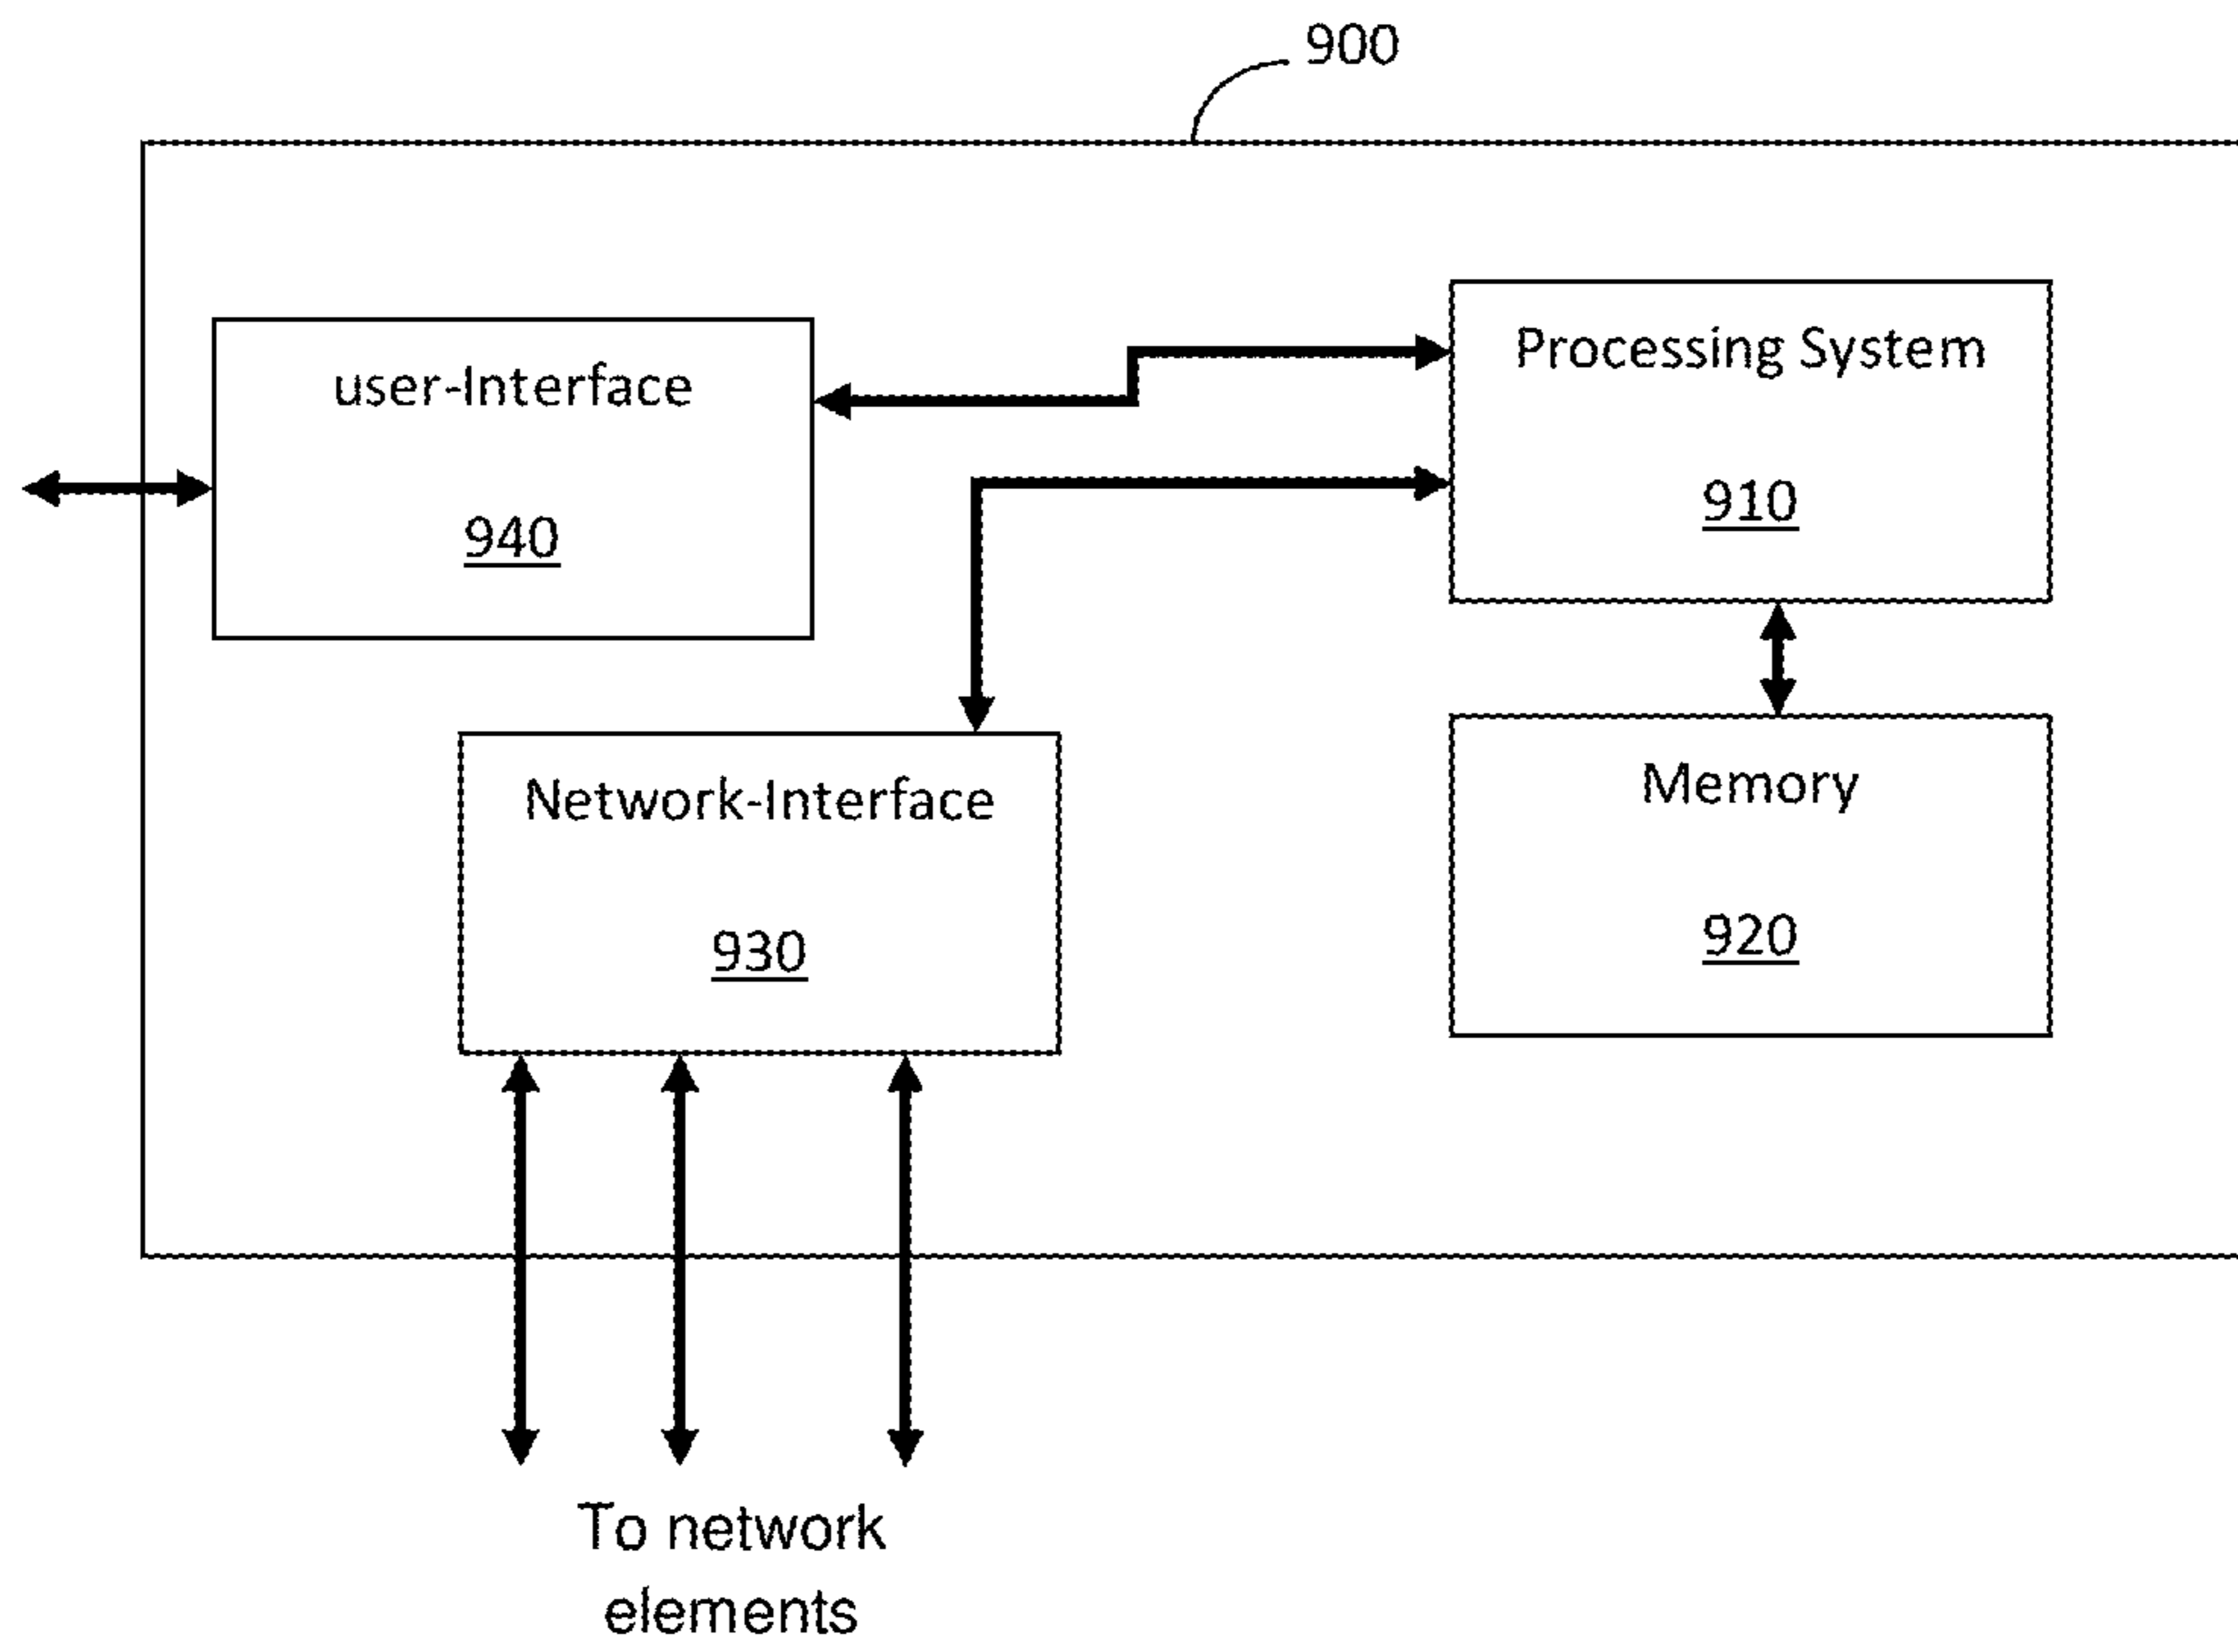 900
user-Interface
940
Processing System
910
Network-Interface
930
Memory
920
To network
elements